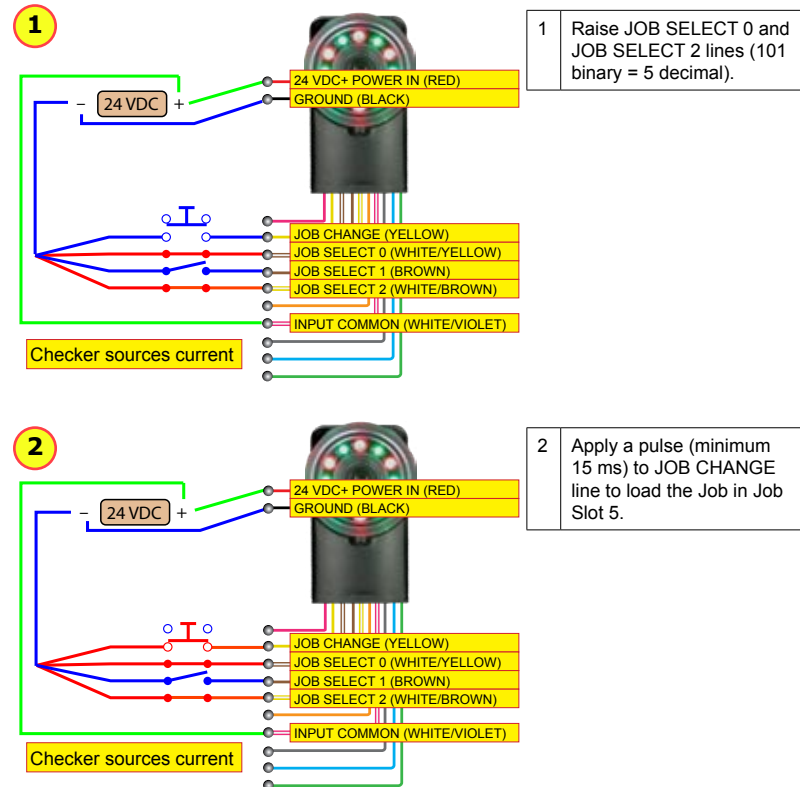 1
24 VDC+ POWER IN (RED)
GROUND (BLACK)
– 24 VDC +
JOB CHANGE (YELLOW)
JOB SELECT 0 (WHITE/YELLOW)
JOB SELECT 1 (BROWN)
JOB SELECT 2 (WHITE/BROWN)
INPUT COMMON (WHITE/VIOLET)
Checker sources current
1 Raise JOB SELECT 0 and
JOB SELECT 2 lines (101
binary = 5 decimal).
2
24 VDC+ POWER IN (RED)
GROUND (BLACK)
– 24 VDC +
JOB CHANGE (YELLOW)
JOB SELECT 0 (WHITE/YELLOW)
JOB SELECT 1 (BROWN)
JOB SELECT 2 (WHITE/BROWN)
INPUT COMMON (WHITE/VIOLET)
Checker sources current
2 Apply a pulse (minimum
15 ms) to JOB CHANGE
line to load the Job in Job
Slot 5.